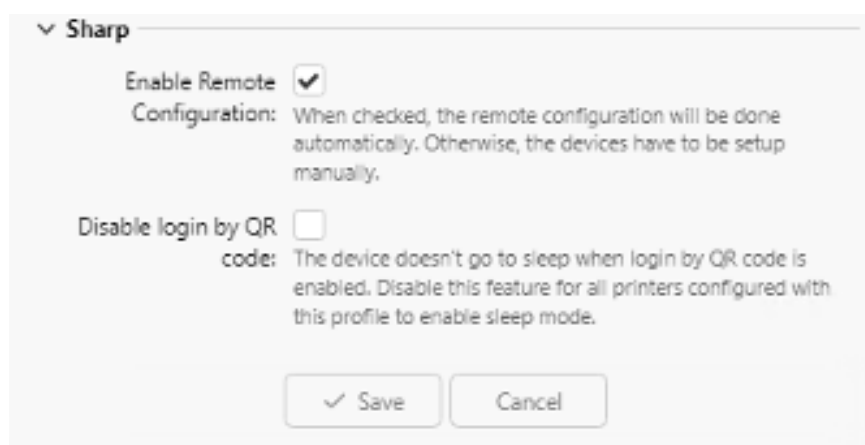 Sharp
Enable Remote
Configuration:
When checked, the remote configuration will be done
automatically. Otherwise, the devices have to be setup
manually.
Disable login by QR
code:
The device doesn't go to sleep when login by QR code is
enabled. Disable this feature for all printers configured with
this profile to enable sleep mode.
Save
Cancel